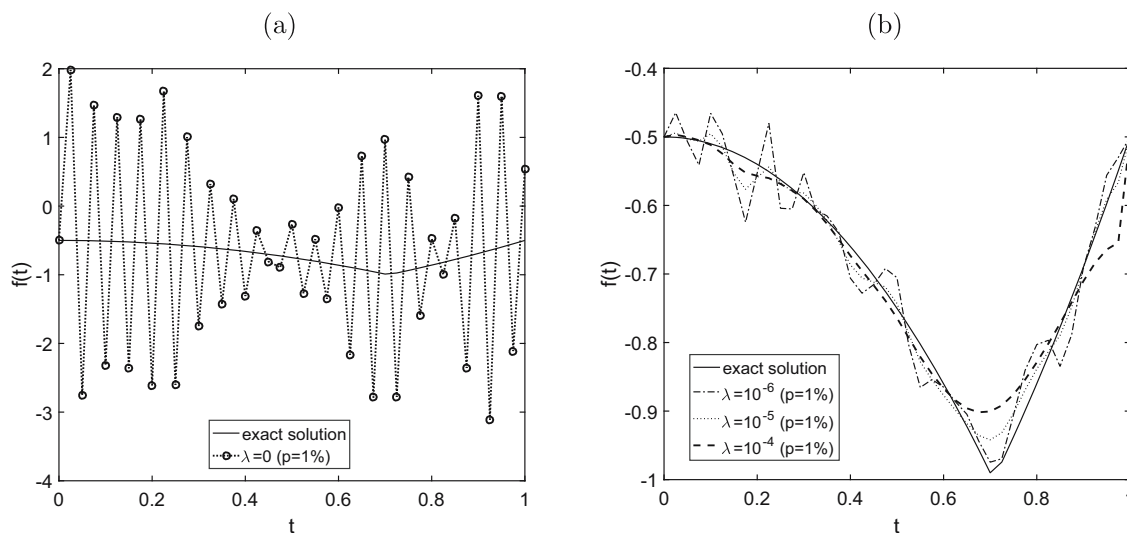 (a)
f(t)
2
1
0
-1
-2
-3
-4
0
0.2
0.4
0.6
0.8
1
t
exact solution
λ=0 (p=1%)
(b)
f(t)
-0.4
-0.5
-0.6
-0.7
-0.8
-0.9
-1
0
0.2
0.4
0.6
0.8
1
t
exact solution
λ=10⁻⁶ (p=1%)
λ=10⁻⁵ (p=1%)
λ=10⁻⁴ (p=1%)